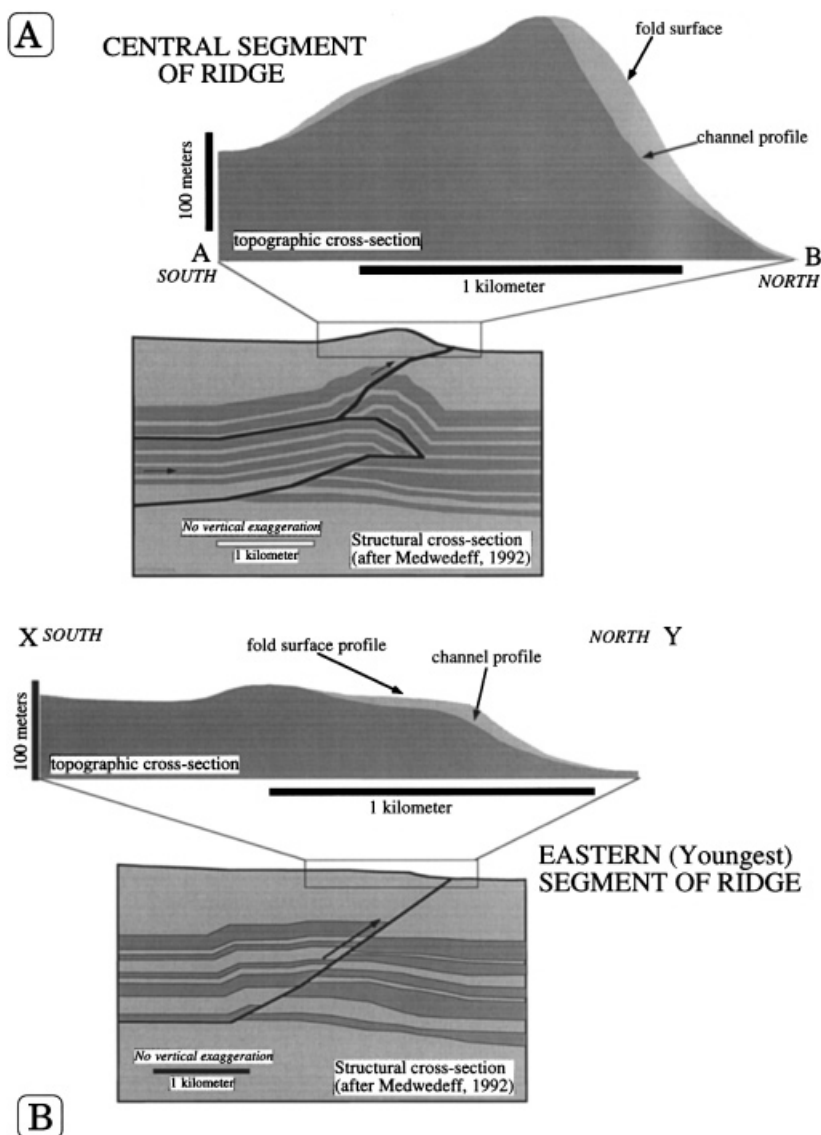 A
CENTRAL SEGMENT
OF RIDGE
fold surface
channel profile
100 meters
topographic cross-section
A
SOUTH
1 kilometer
B
NORTH
No vertical exaggeration
1 kilometer
Structural cross-section
(after Medwedeff, 1992)
X SOUTH
NORTH Y
fold surface profile
channel profile
100 meters
topographic cross-section
1 kilometer
EASTERN (Youngest)
SEGMENT OF RIDGE
No vertical exaggeration
1 kilometer
Structural cross-section
(after Medwedeff, 1992)
B